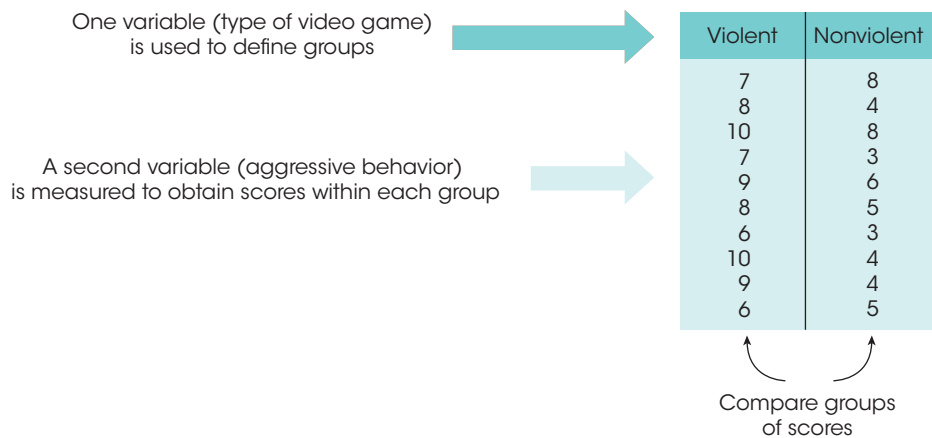 One variable (type of video game)
is used to define groups
Violent Nonviolent
7 8
8 4
10 8
A second variable (aggressive behavior)
is measured to obtain scores within each group
7 3
9 6
8 5
6 3
10 4
9 4
6 5
Compare groups
of scores